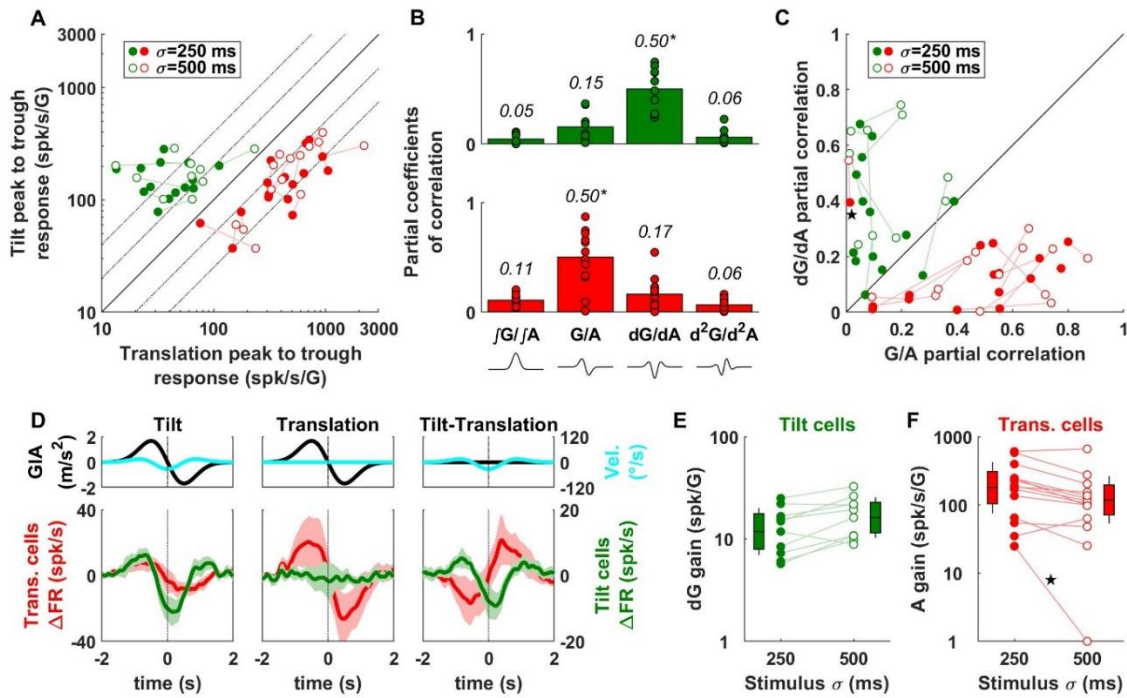 A
3000
1000
100
10
10
100
1000
3000
σ=250 ms
σ=500 ms
Tilt peak to trough
response (spk/s/G)
Translation peak to trough
response (spk/s/G)
B
1
0
0.05
0.15
0.50*
0.06
1
0
0.11
0.50*
0.17
0.06
Partial coefficients
of correlation
∫G/∫A
G/A
dG/dA
d²G/d²A
C
1
0.8
0.6
0.4
0.2
0
0
0.2
0.4
0.6
0.8
1
σ=250 ms
σ=500 ms
dG/dA partial correlation
G/A partial correlation
★
D
Tilt
Translation
Tilt-Translation
GIA
(m/s²)
2
0
-2
120
0
-120
Vel.
(°/s)
Trans. cells
ΔFR (spk/s)
40
0
-40
20
0
-20
Tilt cells
ΔFR (spk/s)
-2
0
2
-2
0
2
-2
0
2
time (s)
time (s)
time (s)
E
Tilt cells
100
10
1
dG gain (spk/G)
250
500
Stimulus σ (ms)
F
Trans. cells
1000
100
10
1
A gain (spk/s/G)
★
250
500
Stimulus σ (ms)